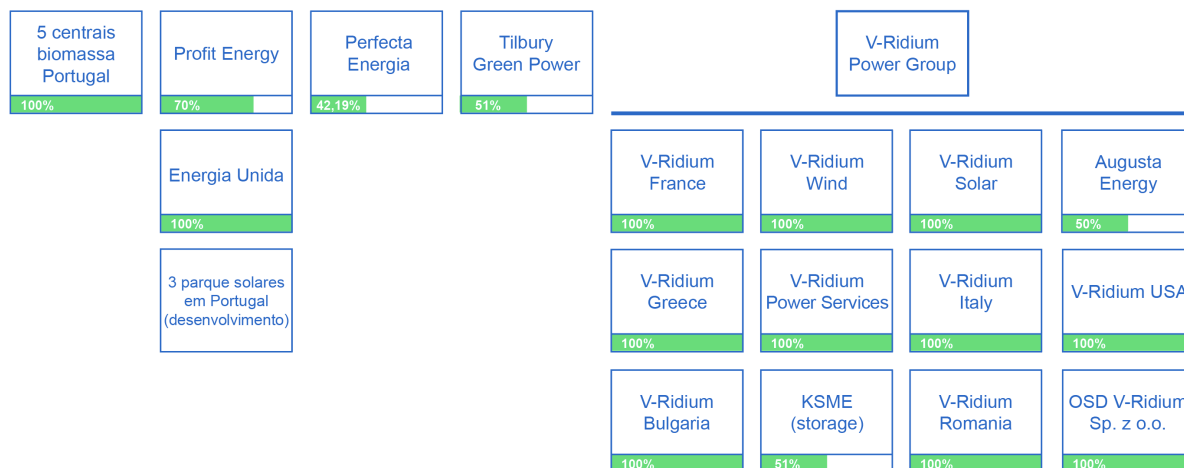 5 centrais
biomassa
Portugal
100%
Profit Energy
70%
Perfecta
Energia
42,19%
Tilbury
Green Power
51%
V-Ridium
Power Group
Energia Unida
100%
V-Ridium
France
100%
V-Ridium
Wind
100%
V-Ridium
Solar
100%
Augusta
Energy
50%
3 parque solares
em Portugal
(desenvolvimento)
V-Ridium
Greece
100%
V-Ridium
Power Services
100%
V-Ridium
Italy
100%
V-Ridium USA
100%
V-Ridium
Bulgaria
100%
KSME
(storage)
51%
V-Ridium
Romania
100%
OSD V-Ridium
Sp. z o.o.
100%